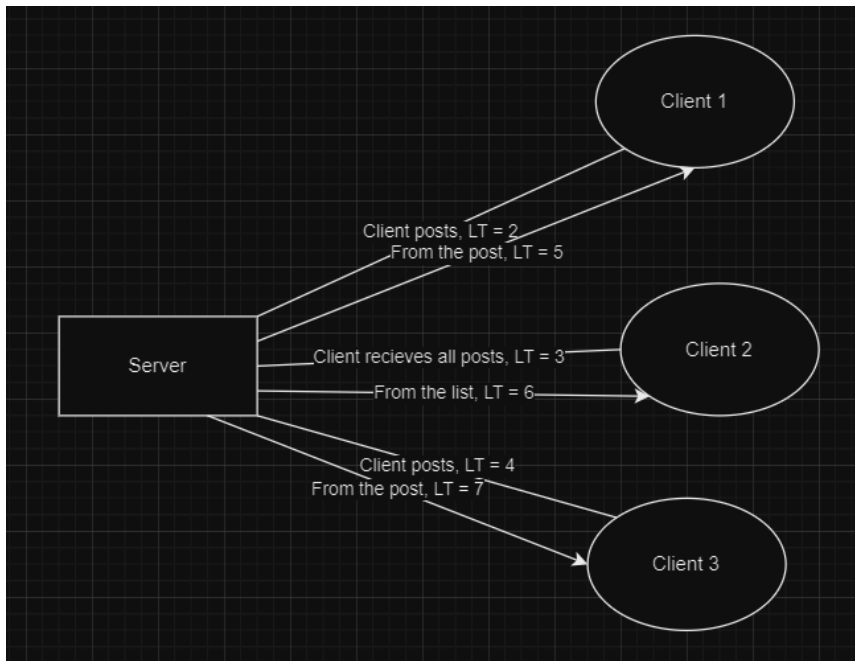 Client 1
Client posts, LT = 2
From the post, LT = 5
Server
Client recieves all posts, LT = 3
Client 2
From the list, LT = 6
Client posts, LT = 4
From the post, LT = 7
Client 3